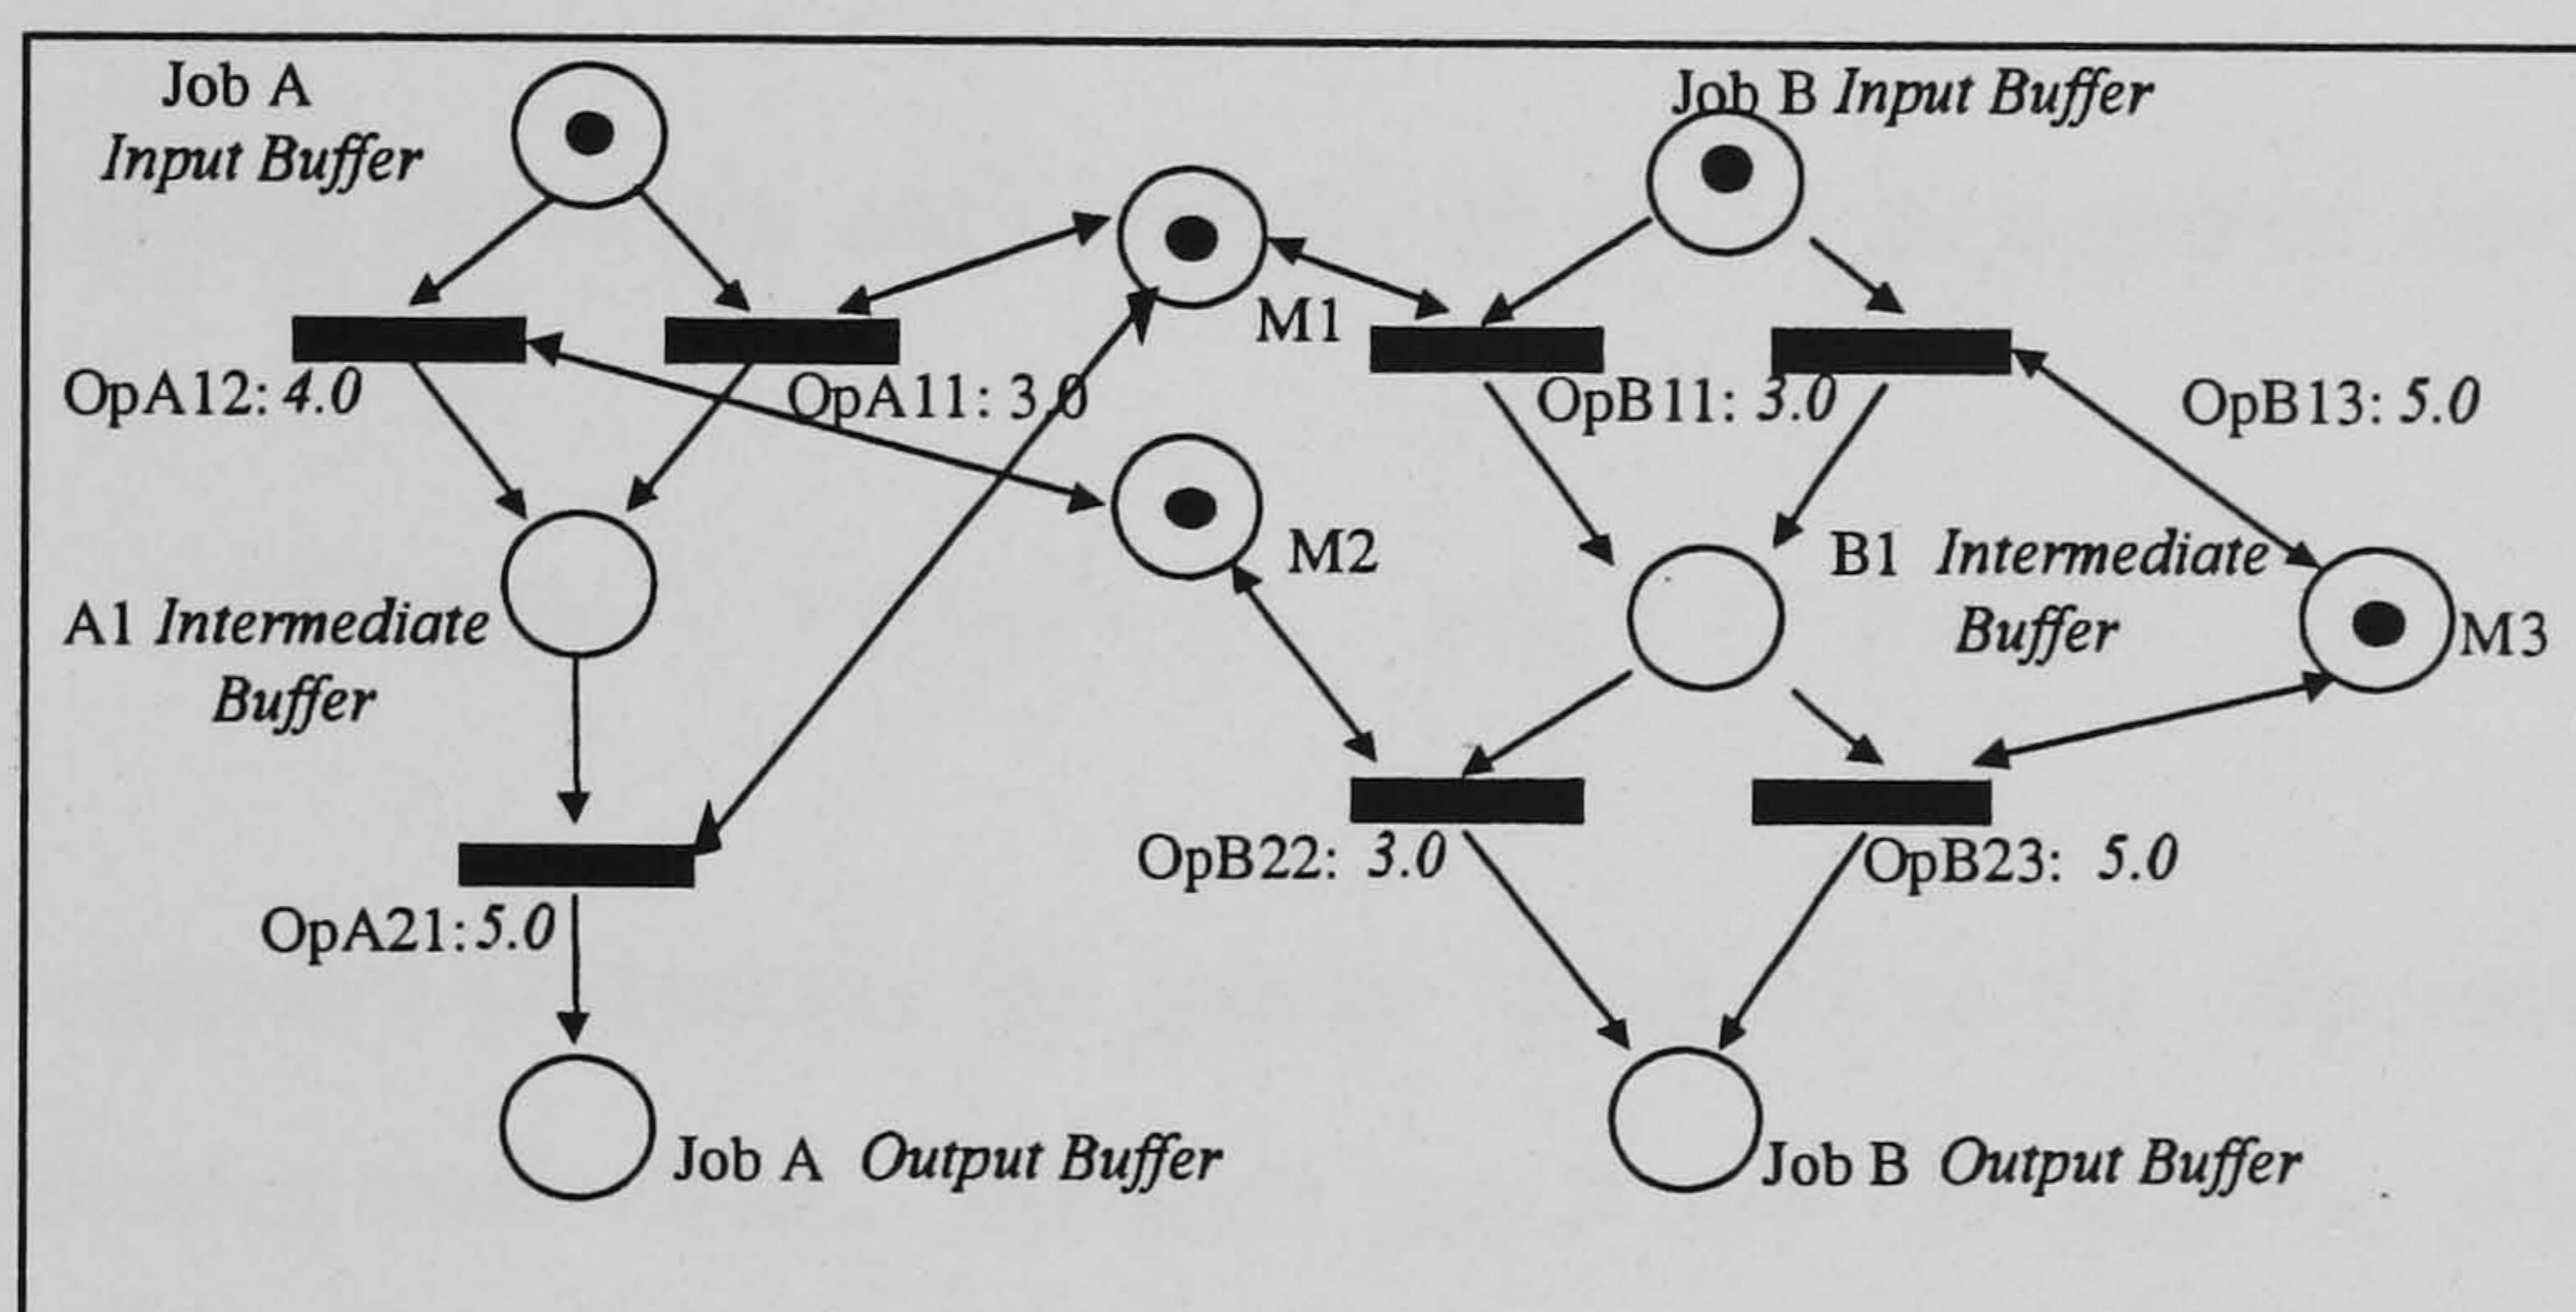 Job A
Input Buffer
Job B Input Buffer
M1
OpA12: 4.0
OpA11: 3.0
OpB11: 3.0
OpB13: 5.0
M2
B1 Intermediate
Buffer
A1 Intermediate
Buffer
M3
OpB22: 3.0
OpB23: 5.0
OpA21: 5.0
Job A Output Buffer
Job B Output Buffer